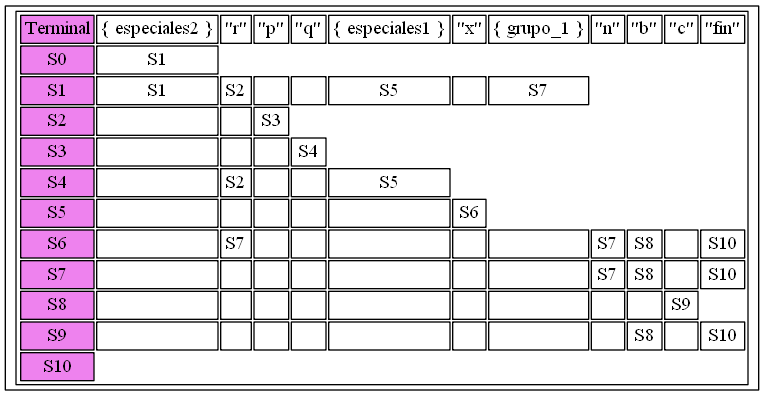 Terminal { especiales2 } "r" "p" "q" { especiales1 } "x" { grupo_1 } "n" "b" "c" "fin"
S0 S1
S1 S1 S2 S5 S7
S2 S3
S3 S4
S4 S2 S5
S5 S6
S6 S7 S7 S8 S10
S7 S7 S8 S10
S8 S9
S9 S8 S10
S10